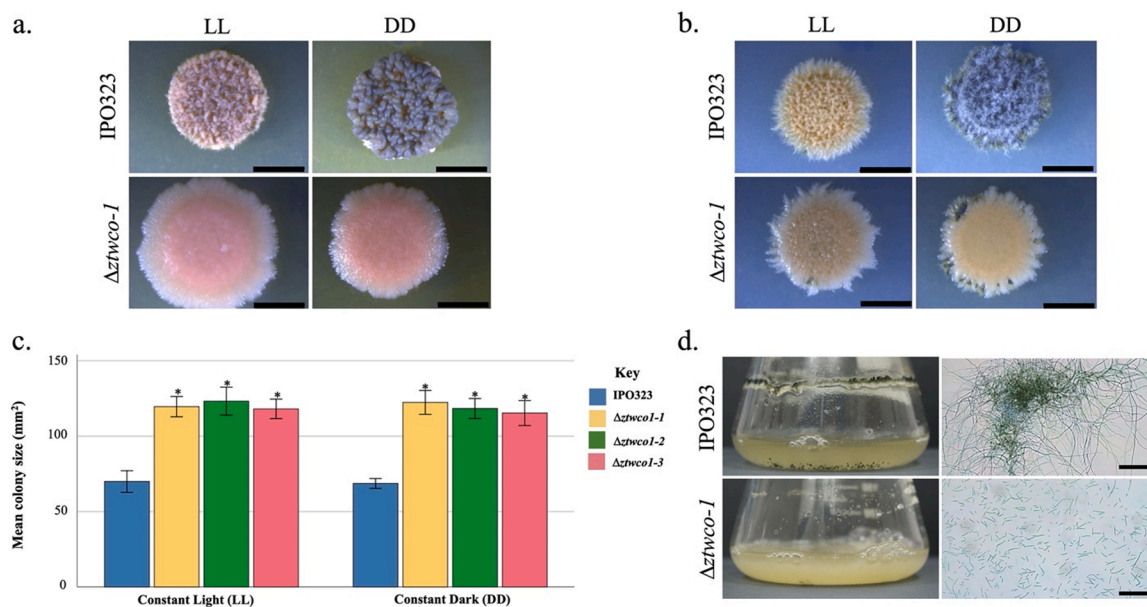 a.
LL DD
IPO323
Δztwco-1
b.
LL DD
IPO323
Δztwco-1
c.
Mean colony size (mm²)
150
100
50
0
* * * * * *
Constant Light (LL) Constant Dark (DD)
Key
IPO323
Δztwco1-1
Δztwco1-2
Δztwco1-3
d.
IPO323
Δztwco-1